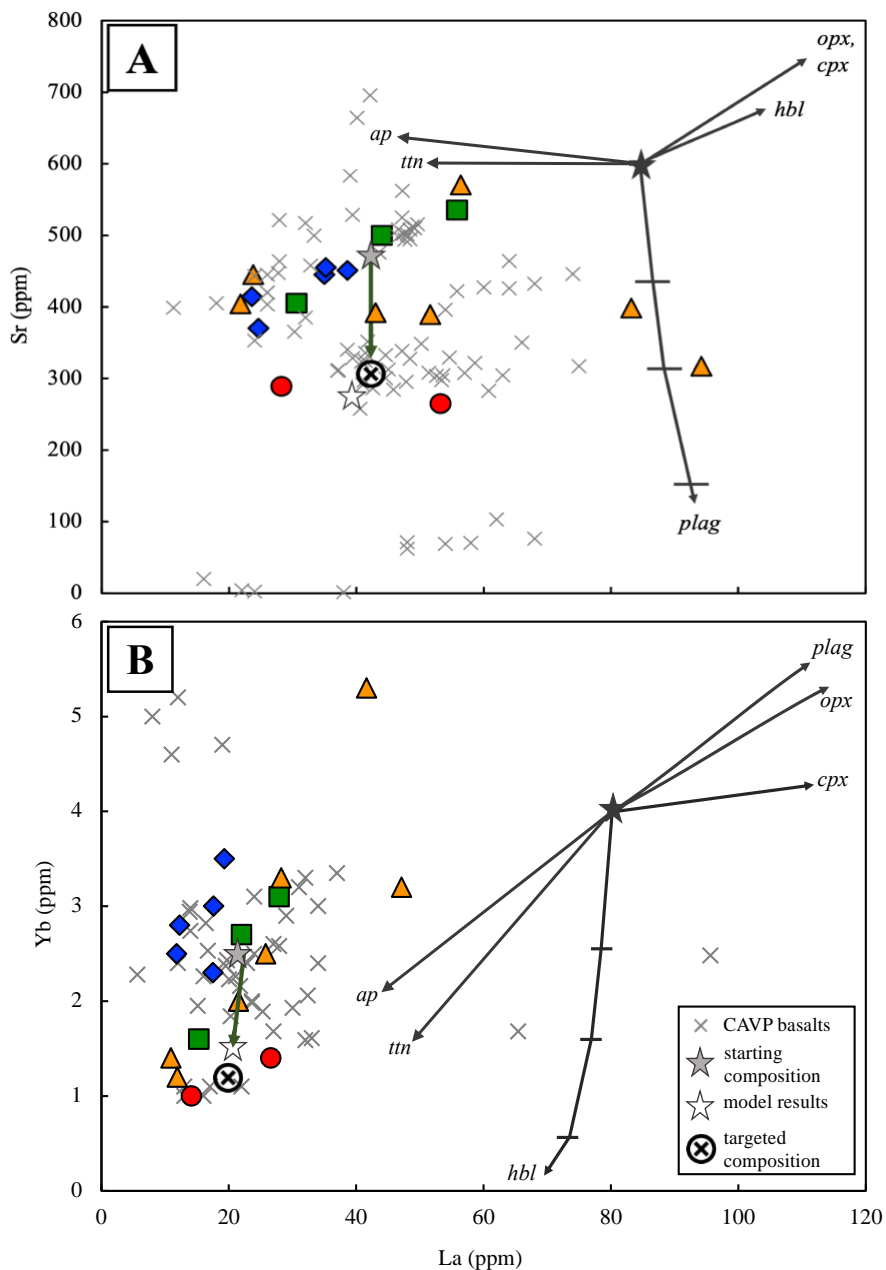 A
800
700
600
500
400
300
200
100
0
Sr (ppm)
opx,
cpx
hbl
ap
ttn
plag
B
6
5
4
3
2
1
0
Yb (ppm)
plag
opx
cpx
ap
ttn
hbl
CAVP basalts
starting
composition
model results
targeted
composition
0 20 40 60 80 100 120
La (ppm)